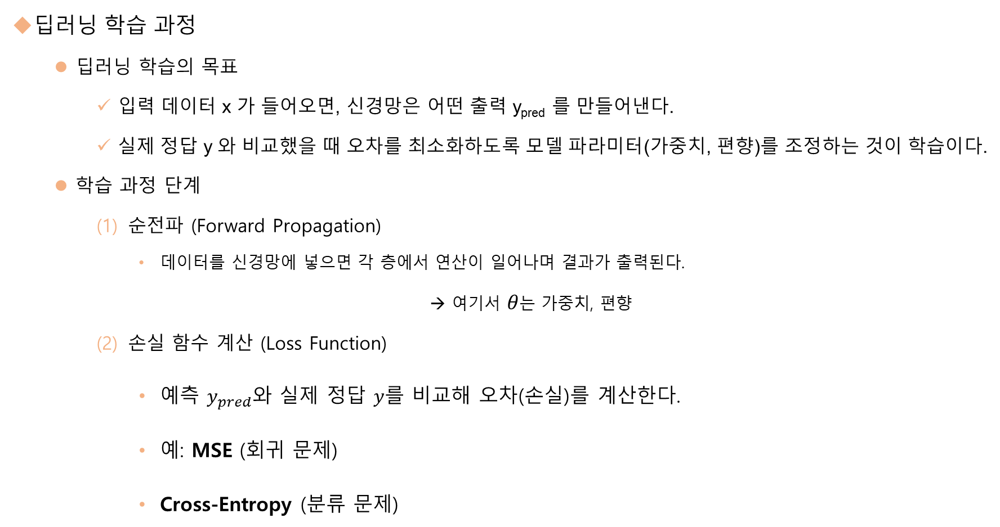 ◆딥러닝 학습 과정
● 딥러닝 학습의 목표
✓ 입력 데이터 x 가 들어오면, 신경망은 어떤 출력 y_pred 를 만들어낸다.
✓ 실제 정답 y 와 비교했을 때 오차를 최소화하도록 모델 파라미터(가중치, 편향)를 조정하는 것이 학습이다.
● 학습 과정 단계
(1) 순전파 (Forward Propagation)
• 데이터를 신경망에 넣으면 각 층에서 연산이 일어나며 결과가 출력된다.
→ 여기서 θ는 가중치, 편향
(2) 손실 함수 계산 (Loss Function)
• 예측 y_pred와 실제 정답 y를 비교해 오차(손실)를 계산한다.
• 예: MSE (회귀 문제)
• Cross-Entropy (분류 문제)